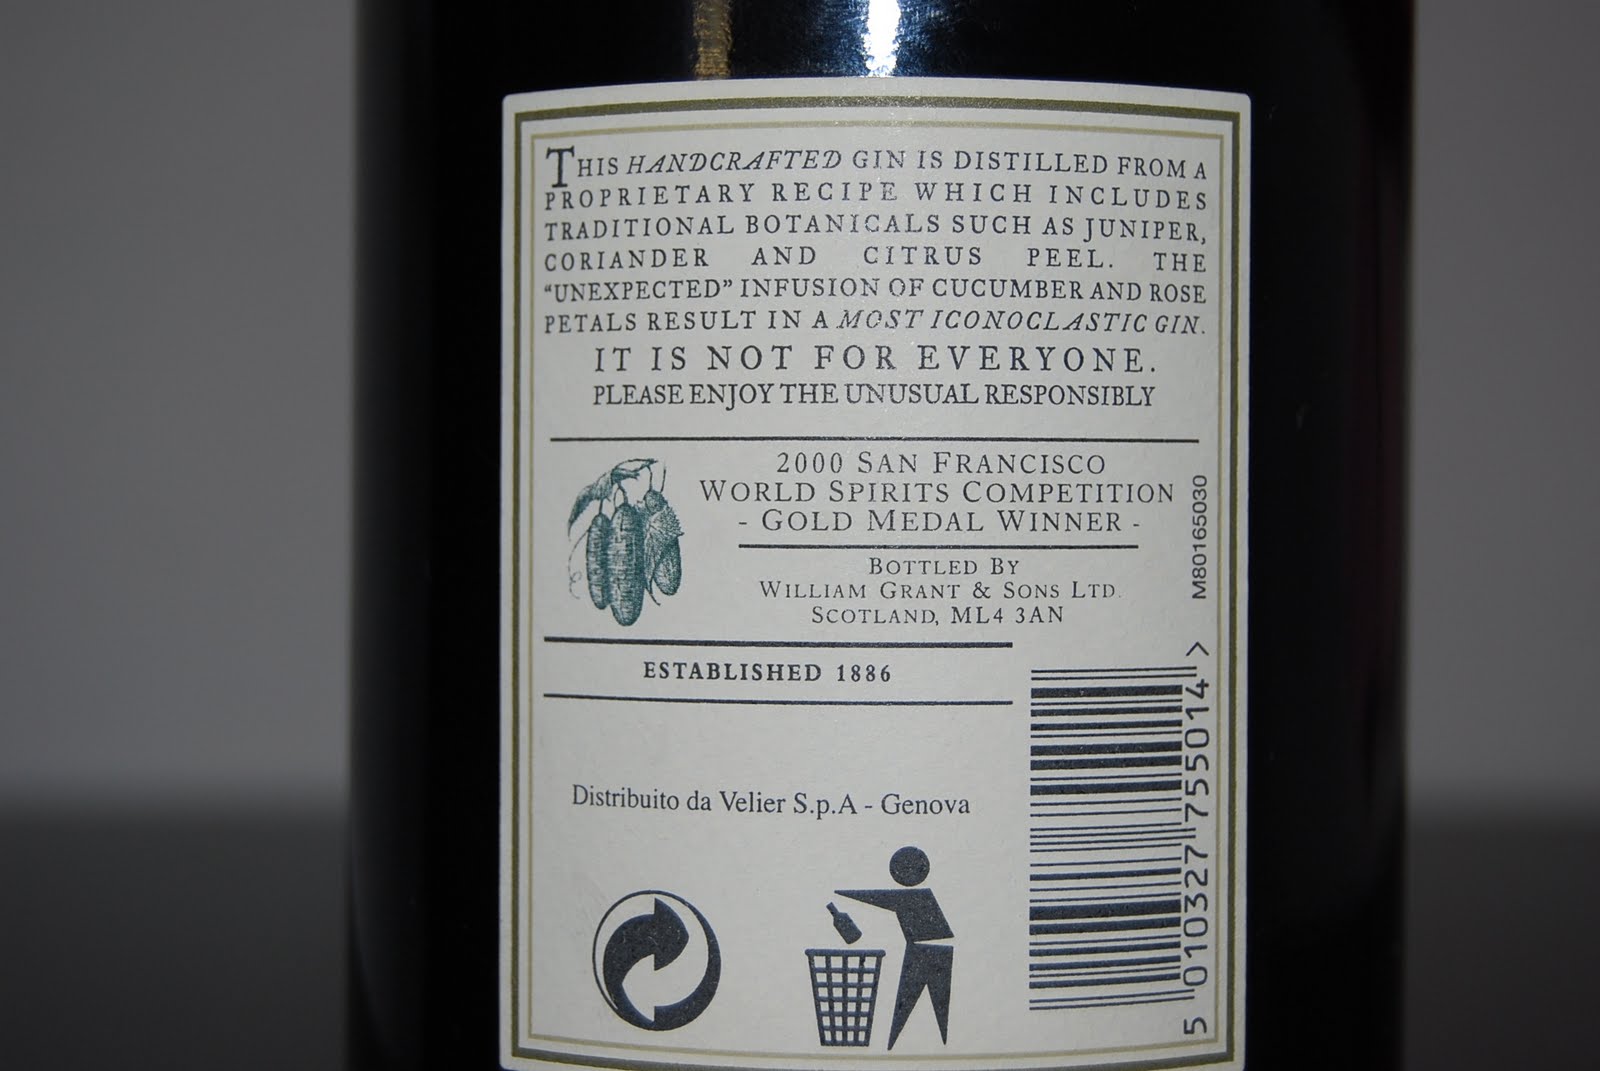 THIS HANDCRAFTED GIN IS DISTILLED FROM A
PROPRIETARY RECIPE WHICH INCLUDES
TRADITIONAL BOTANICALS SUCH AS JUNIPER,
CORIANDER AND CITRUS PEEL. THE
"UNEXPECTED" INFUSION OF CUCUMBER AND ROSE
PETALS RESULT IN A MOST ICONOCLASTIC GIN.
IT IS NOT FOR EVERYONE.
PLEASE ENJOY THE UNUSUAL RESPONSIBLY
2000 SAN FRANCISCO
WORLD SPIRITS COMPETITION
- GOLD MEDAL WINNER -
BOTTLED BY
WILLIAM GRANT & SONS LTD.
SCOTLAND, ML4 3AN
M80165030
ESTABLISHED 1886
Distribuito da Velier S.p.A - Genova
5 010327 755014 >